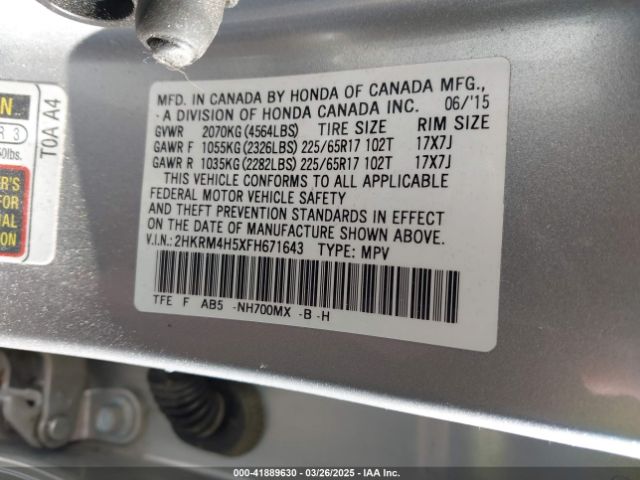 MFD. IN CANADA BY HONDA OF CANADA MFG.,
A DIVISION OF HONDA CANADA INC. 06/'15
GVWR 2070KG (4564LBS) TIRE SIZE RIM SIZE
GAWR F 1055KG (2326LBS) 225/65R17 102T 17X7J
GAWR R 1035KG (2282LBS) 225/65R17 102T 17X7J
THIS VEHICLE CONFORMS TO ALL APPLICABLE
FEDERAL MOTOR VEHICLE SAFETY
AND THEFT PREVENTION STANDARDS IN EFFECT
ON THE DATE OF MANUFACTURE SHOWN ABOVE.
V.I.N.:2HKRM4H5XFH671643 TYPE: MPV
TFE F AB5 -NH700MX -B -H
T0A A4
R 3
0lbs.
000-41889630 - 03/26/2025 - IAA Inc.